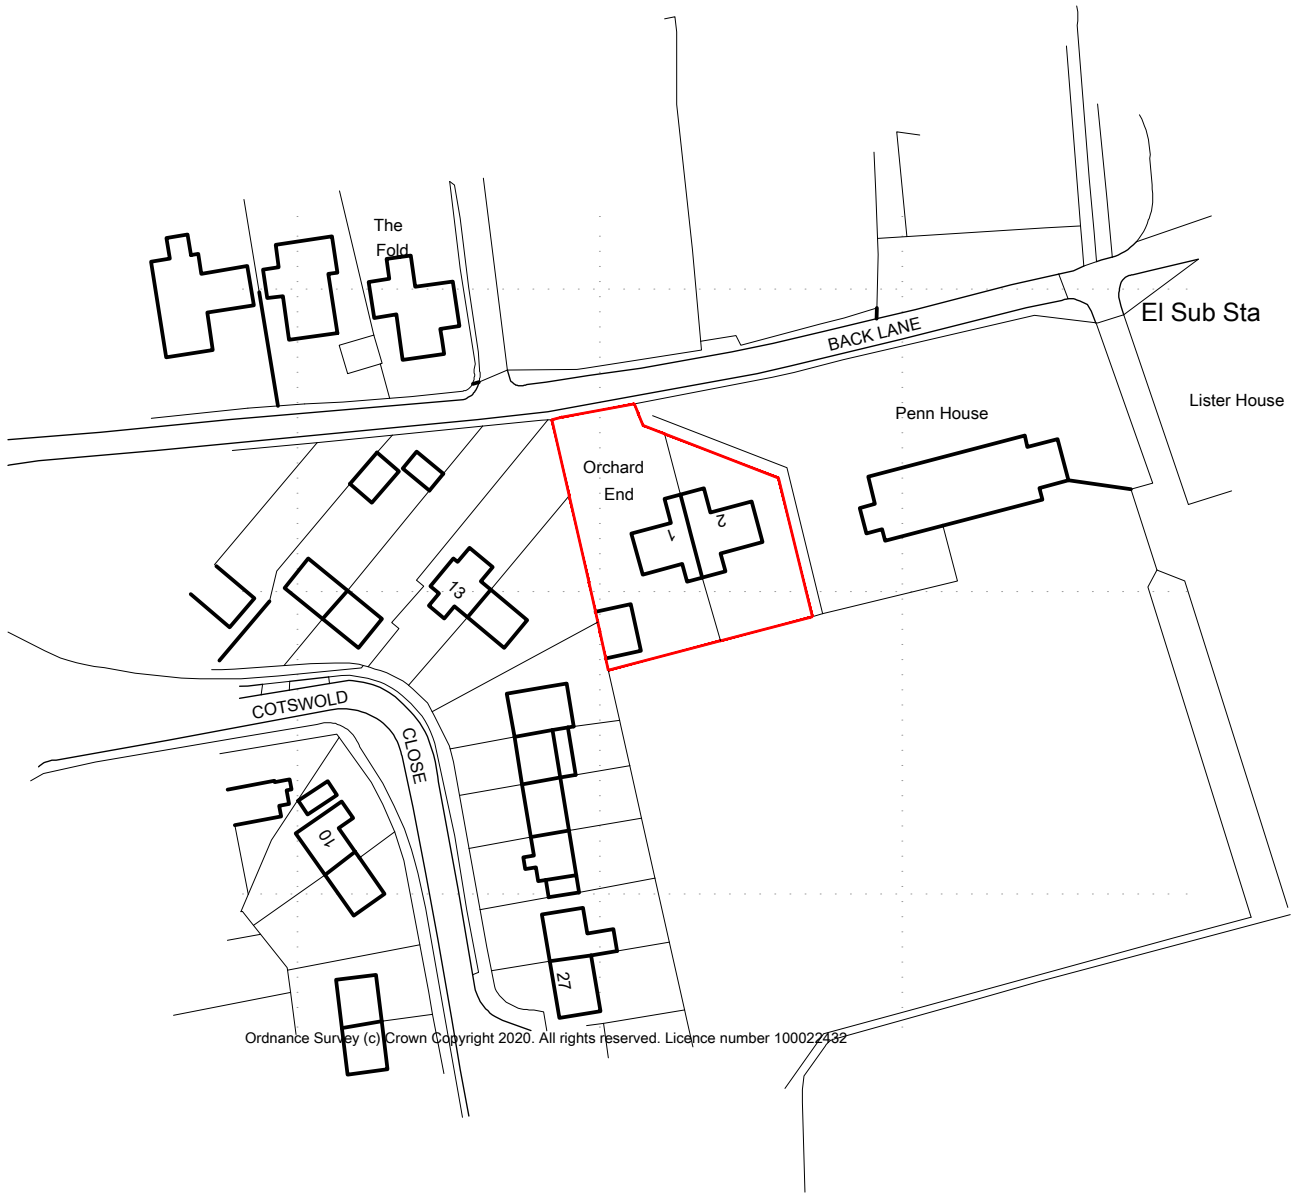 The
Fold
El Sub Sta
BACK LANE
Lister House
Penn House
Orchard
End
1
2
13
COTSWOLD
CLOSE
10
27
Ordnance Survey (c) Crown Copyright 2020. All rights reserved. Licence number 100022432